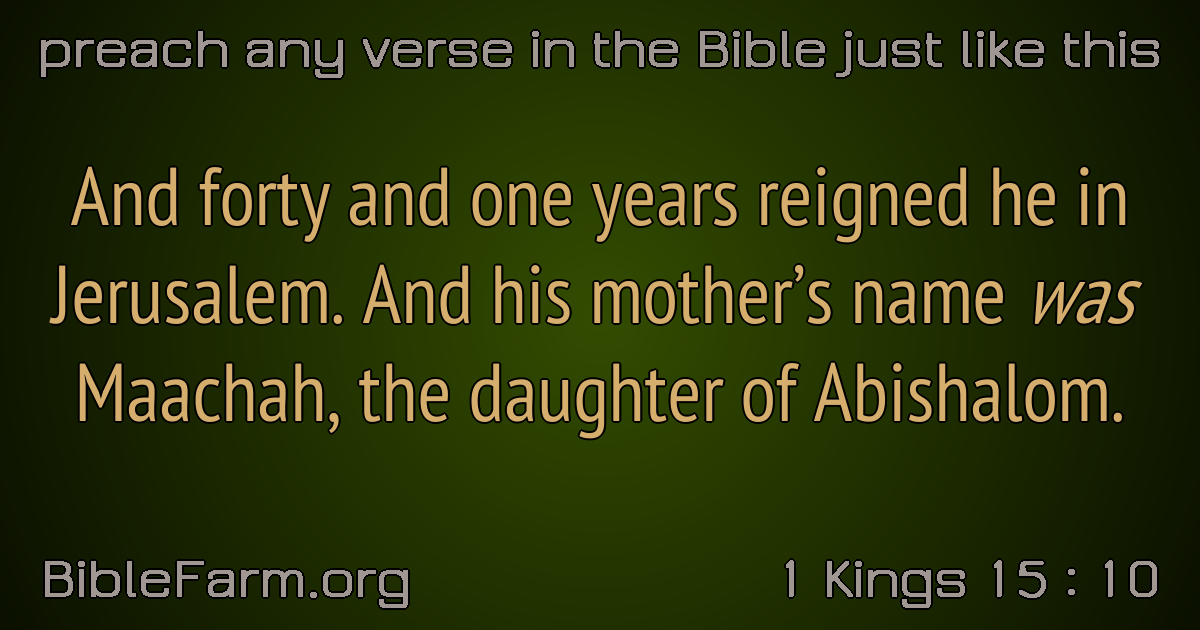 preach any verse in the Bible just like this
And forty and one years reigned he in
Jerusalem. And his mother’s name was
Maachah, the daughter of Abishalom.
BibleFarm.org
1 Kings 15 : 10